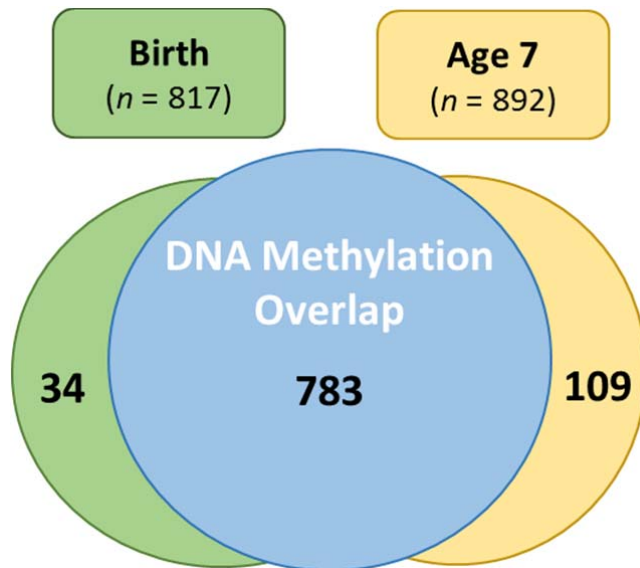 Birth
(n = 817)
Age 7
(n = 892)
DNA Methylation
Overlap
34
783
109